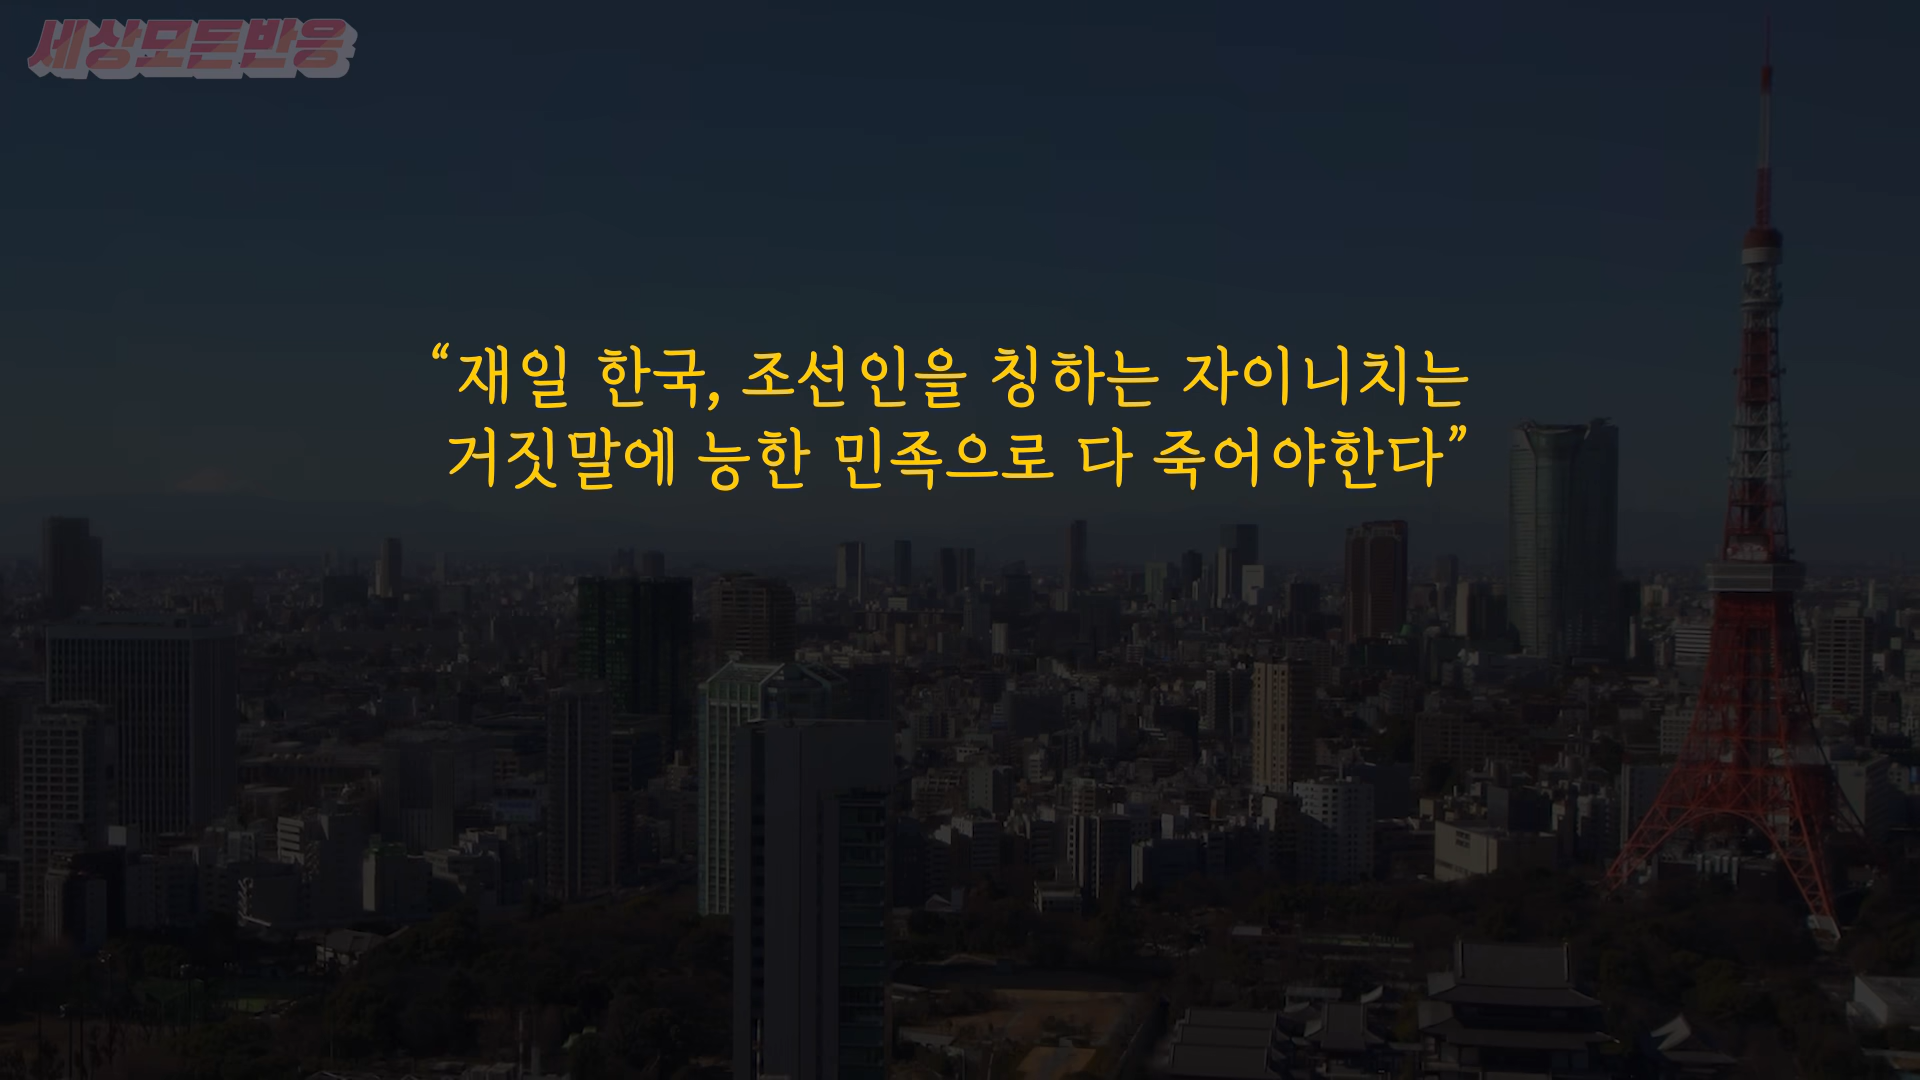 세상모든반응
“재일 한국, 조선인을 칭하는 자이니치는
거짓말에 능한 민족으로 다 죽어야한다”